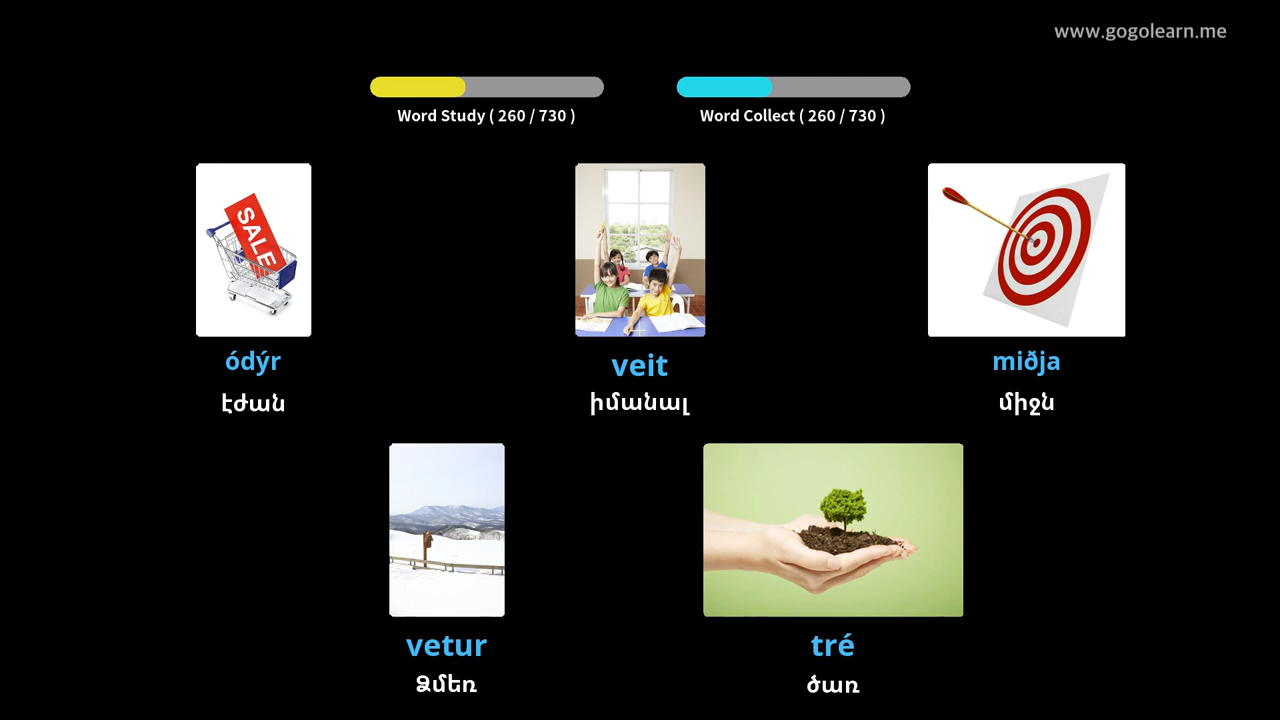 www.gogolearn.me
Word Study ( 260 / 730 )
Word Collect ( 260 / 730 )
SALE
ódýr
veit
miðja
էժան
իմանալ
միջն
vetur
tré
Ձմեռ
ծառ